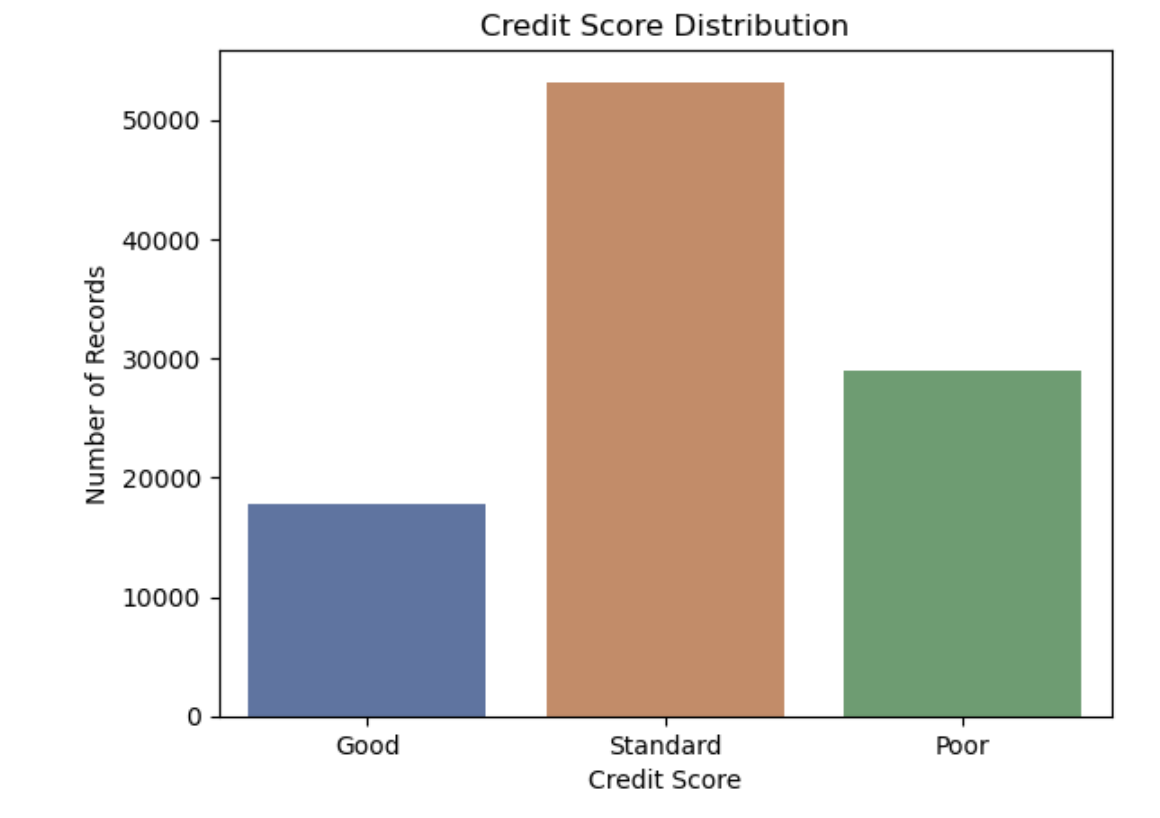 Credit Score Distribution
Number of Records
50000
40000
30000
20000
10000
0
Good Standard Poor
Credit Score